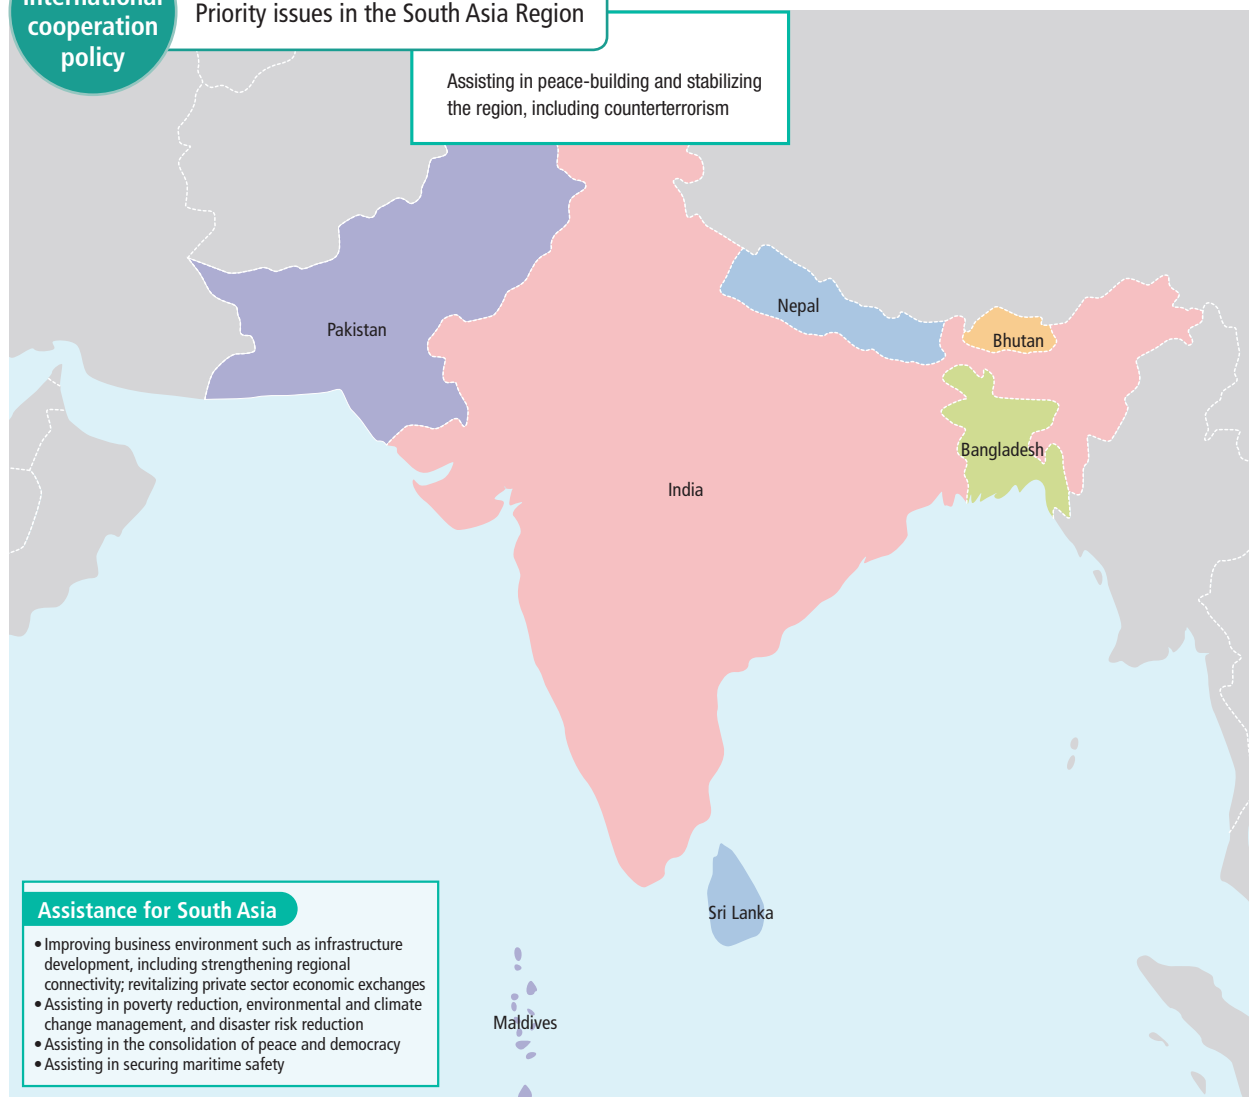 international
cooperation
policy
Priority issues in the South Asia Region
Assisting in peace-building and stabilizing
the region, including counterterrorism
Pakistan
Nepal
Bhutan
Bangladesh
India
Sri Lanka
Maldives
Assistance for South Asia
• Improving business environment such as infrastructure
development, including strengthening regional
connectivity; revitalizing private sector economic exchanges
• Assisting in poverty reduction, environmental and climate
change management, and disaster risk reduction
• Assisting in the consolidation of peace and democracy
• Assisting in securing maritime safety